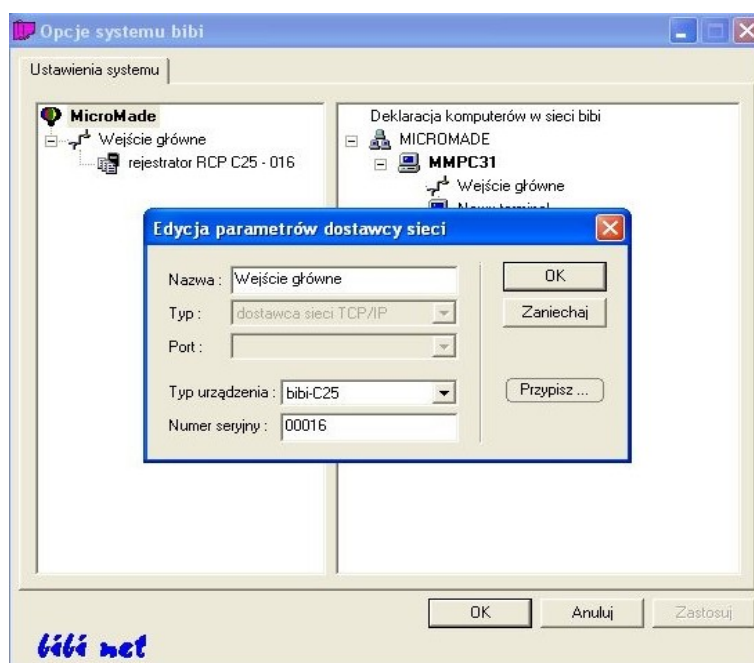 Opcje systemu bibi
Ustawienia systemu
MicroMade
Wejście główne
rejestrator RCP C25 - 016
Deklaracja komputerów w sieci bibi
MICROMADE
MMPC31
Wejście główne
Nowy terminal
Edycja parametrów dostawcy sieci
Nazwa : Wejście główne
Typ : dostawca sieci TCP/IP
Port :
Typ urządzenia : bibi-C25
Numer seryjny : 00016
OK
Zaniechaj
Przypisz ...
OK Anuluj Zastosuj
bibi net